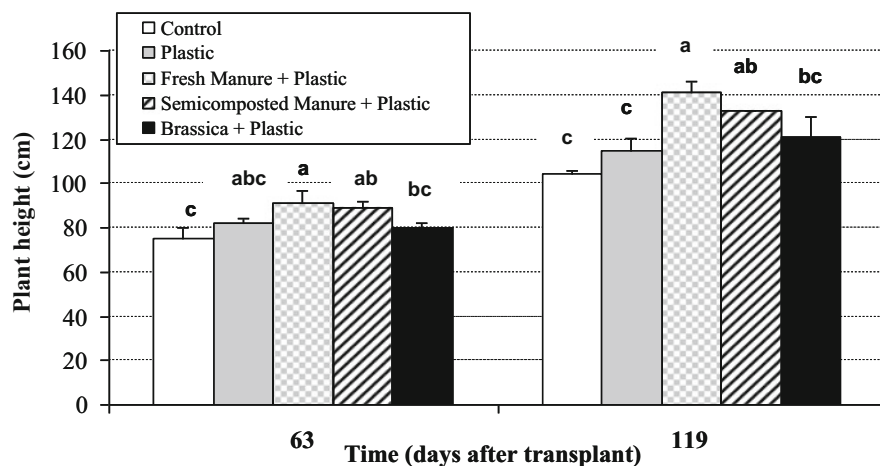 Control
Plastic
Fresh Manure + Plastic
Semicomposted Manure + Plastic
Brassica + Plastic
Plant height (cm)
160
140
120
100
80
60
40
20
0
c
abc
a
ab
bc
c
c
a
ab
bc
63
119
Time (days after transplant)